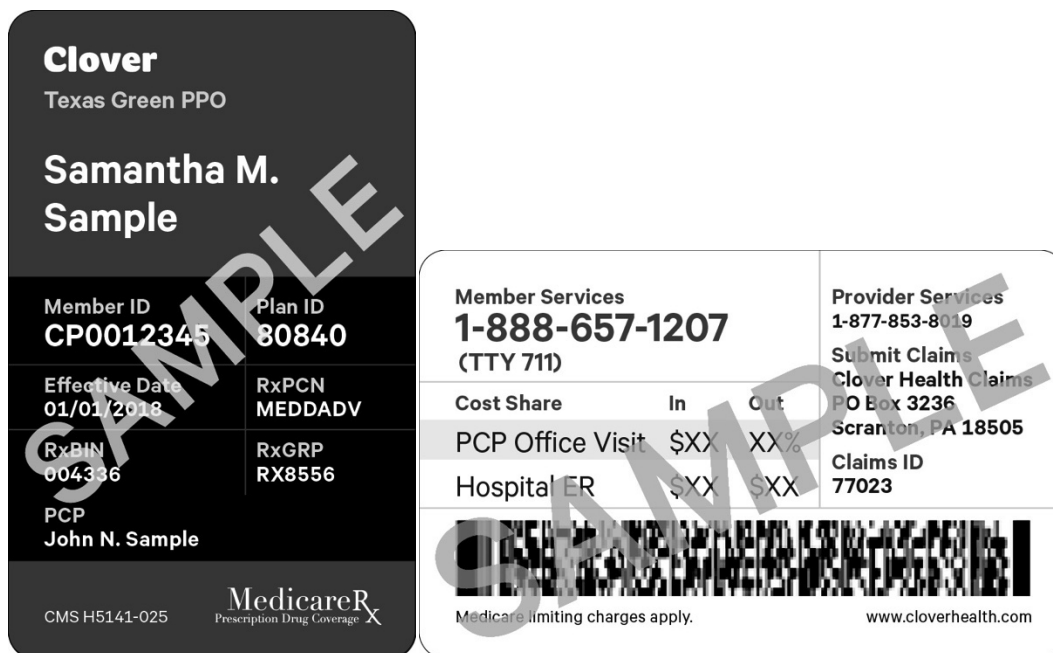 Clover
Texas Green PPO
Samantha M.
Sample
Member ID
CP0012345
Plan ID
80840
Effective Date
01/01/2018
RxPCN
MEDDADV
RxBIN
004336
RxGRP
RX8556
PCP
John N. Sample
CMS H5141-025
MedicareRx
Prescription Drug Coverage
SAMPLE
Member Services
1-888-657-1207
(TTY 711)
Cost Share In Out
PCP Office Visit $XX XX%
Hospital ER $XX $XX
Provider Services
1-877-853-8019
Submit Claims
Clover Health Claims
PO Box 3236
Scranton, PA 18505
Claims ID
77023
Medicare limiting charges apply.
www.cloverhealth.com
SAMPLE